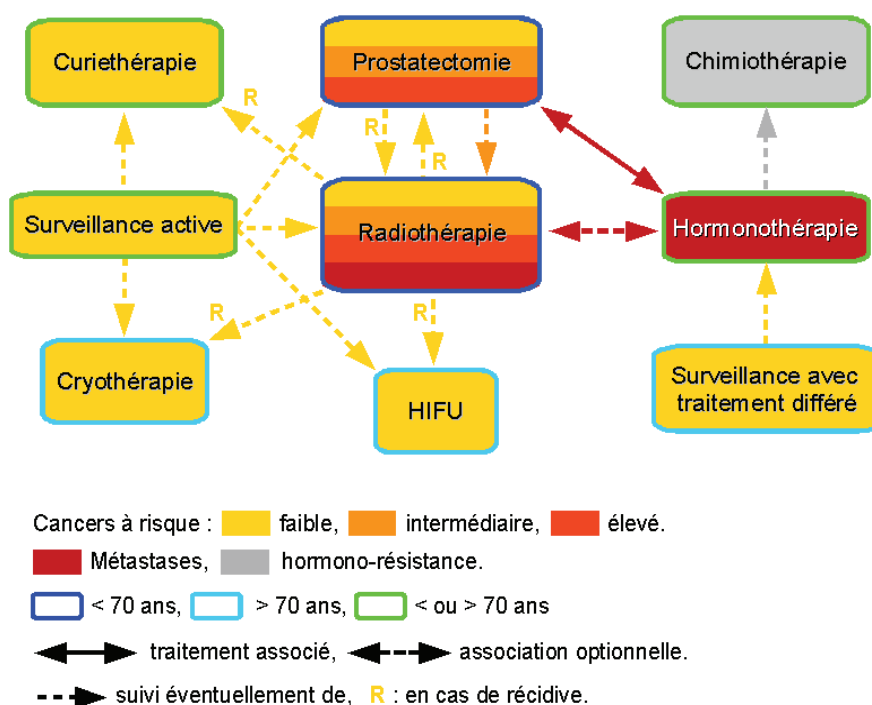 Curiethérapie
Prostatectomie
Chimiothérapie
R
R
R
Surveillance active
Radiothérapie
Hormonothérapie
R
R
Cryothérapie
HIFU
Surveillance avec
traitement différé
Cancers à risque : faible, intermédiaire, élevé.
Métastases, hormono-résistance.
< 70 ans, > 70 ans, < ou > 70 ans
traitement associé, association optionnelle.
suivi éventuellement de, R : en cas de récidive.